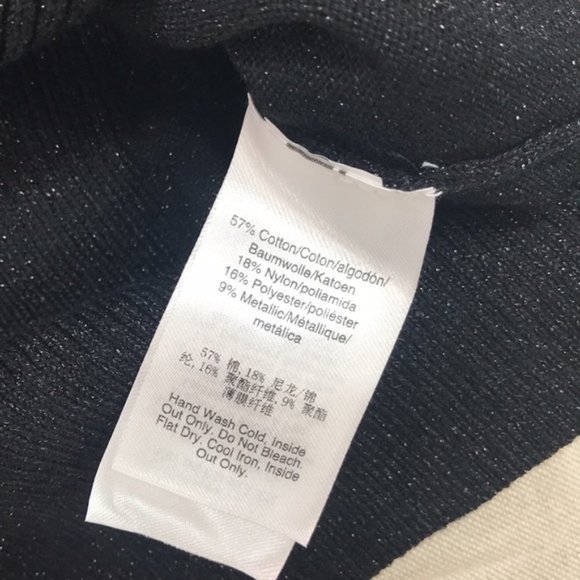 57% Cotton/Coton/algodón/
Baumwolle/Katoen
18% Nylon/poliamida
16% Polyester/poliéster
9% Metallic/Métallique/
metálica
57% 棉,18% 尼龙/锦
纶,16% 聚酯纤维,9% 聚酯
薄膜纤维
Hand Wash Cold, Inside
Out Only. Do Not Bleach.
Flat Dry, Cool Iron, Inside
Out Only.